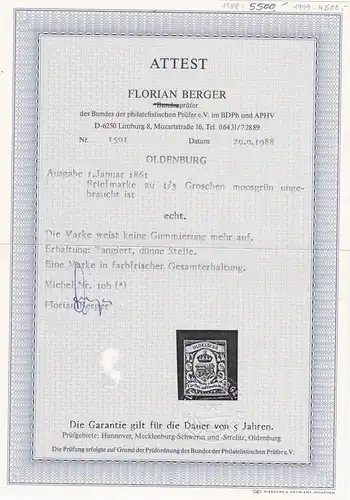 1988 - 5500,- 1999 - 4500,-
ATTEST
FLORIAN BERGER
*Bundesprüfer
des Bundes der philatelistischen Prüfer e.V. im BDPh und APHV
D-6250 Limburg 8, Mozartstraße 16, Tel. 06431/72889
Nr. 1591 Datum 29.9.1988
OLDENBURG
Ausgabe 1.Januar 1861
Briefmarke zu 1/3 Groschen moosgrün unge-
braucht ist
echt.
Die Marke weist keine Gummierung mehr auf.
Erhaltung: Tangiert, dünne Stelle.
Eine Marke in farbfrischer Gesamterhaltung.
Michel Nr. 10b (*)
Florian Berger
OLDENBURG
Die Garantie gilt für die Dauer von 5 Jahren.
Prüfgebiete: Hannover, Mecklenburg-Schwerin und -Strelitz, Oldenburg
Die Prüfung erfolgte auf Grund der Prüfungsordnung des Bundes der Philatelistischen Prüfer e.V.